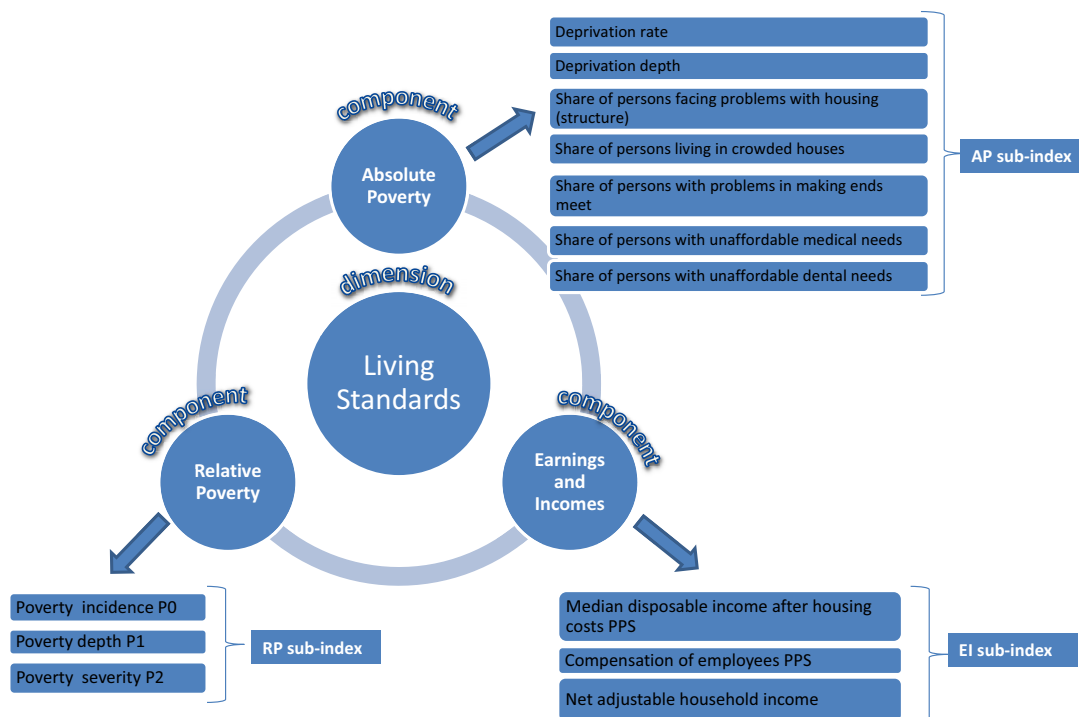 component
Absolute
Poverty
Deprivation rate
Deprivation depth
Share of persons facing problems with housing
(structure)
Share of persons living in crowded houses
Share of persons with problems in making ends
meet
Share of persons with unaffordable medical needs
Share of persons with unaffordable dental needs
AP sub-index
dimension
Living
Standards
component
Relative
Poverty
component
Earnings
and
Incomes
Poverty incidence P0
Poverty depth P1
Poverty severity P2
RP sub-index
Median disposable income after housing
costs PPS
Compensation of employees PPS
Net adjustable household income
EI sub-index